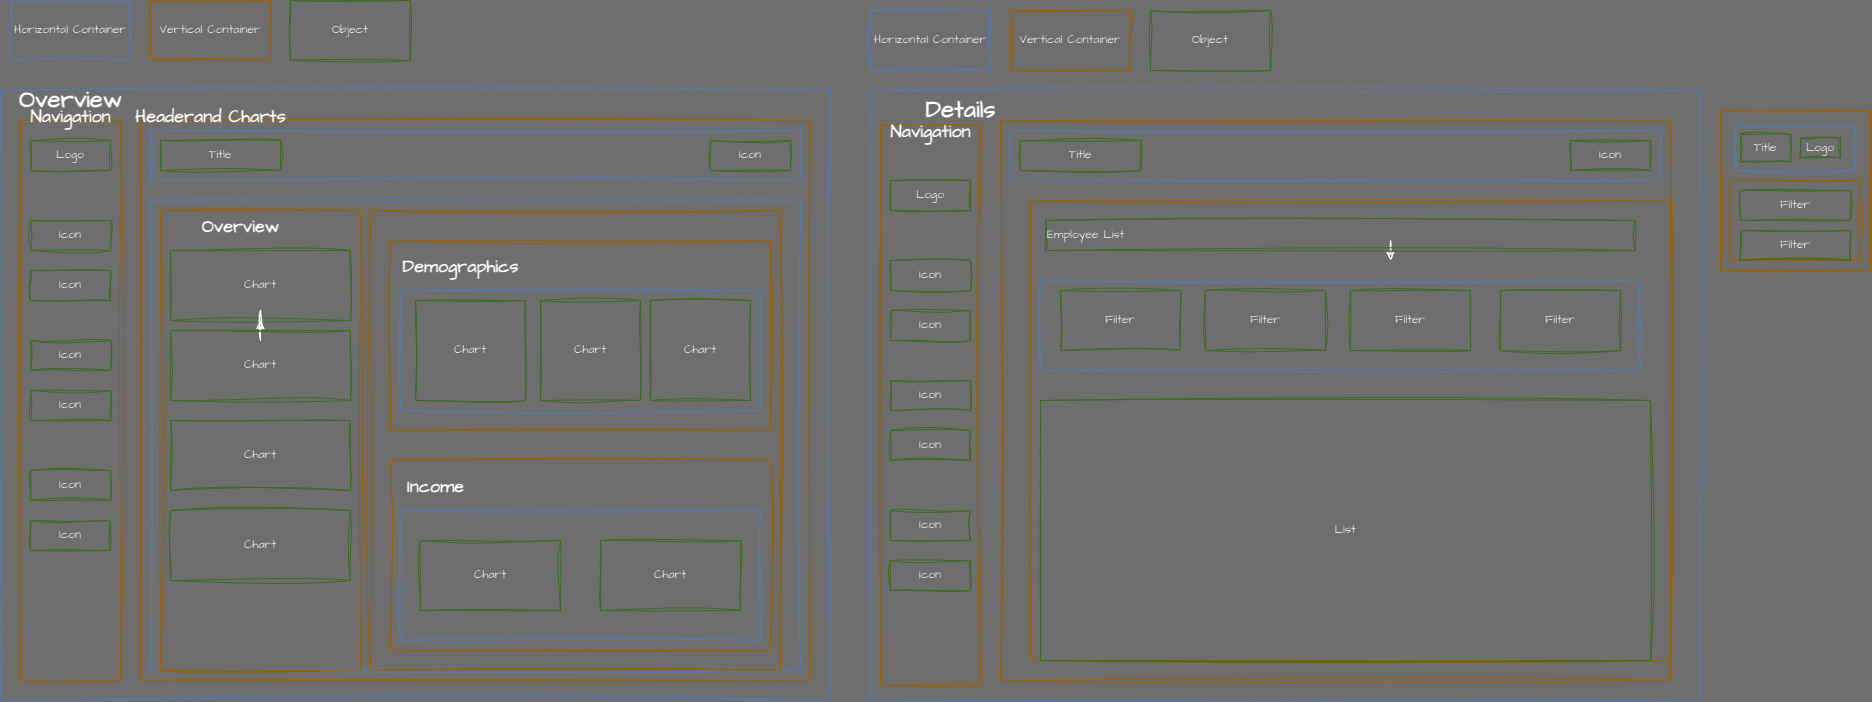 Horizontal Container
Vertical Container
Object
Overview
Navigation
Headerand Charts
Logo
Title
Icon
Icon
Icon
Icon
Icon
Icon
Icon
Overview
Chart
Chart
Chart
Chart
Demographics
Chart
Chart
Chart
Income
Chart
Chart
Horizontal Container
Vertical Container
Object
Details
Navigation
Logo
Icon
Icon
Icon
Icon
Icon
Icon
Title
Icon
Employee List
Filter
Filter
Filter
Filter
List
Title
Logo
Filter
Filter